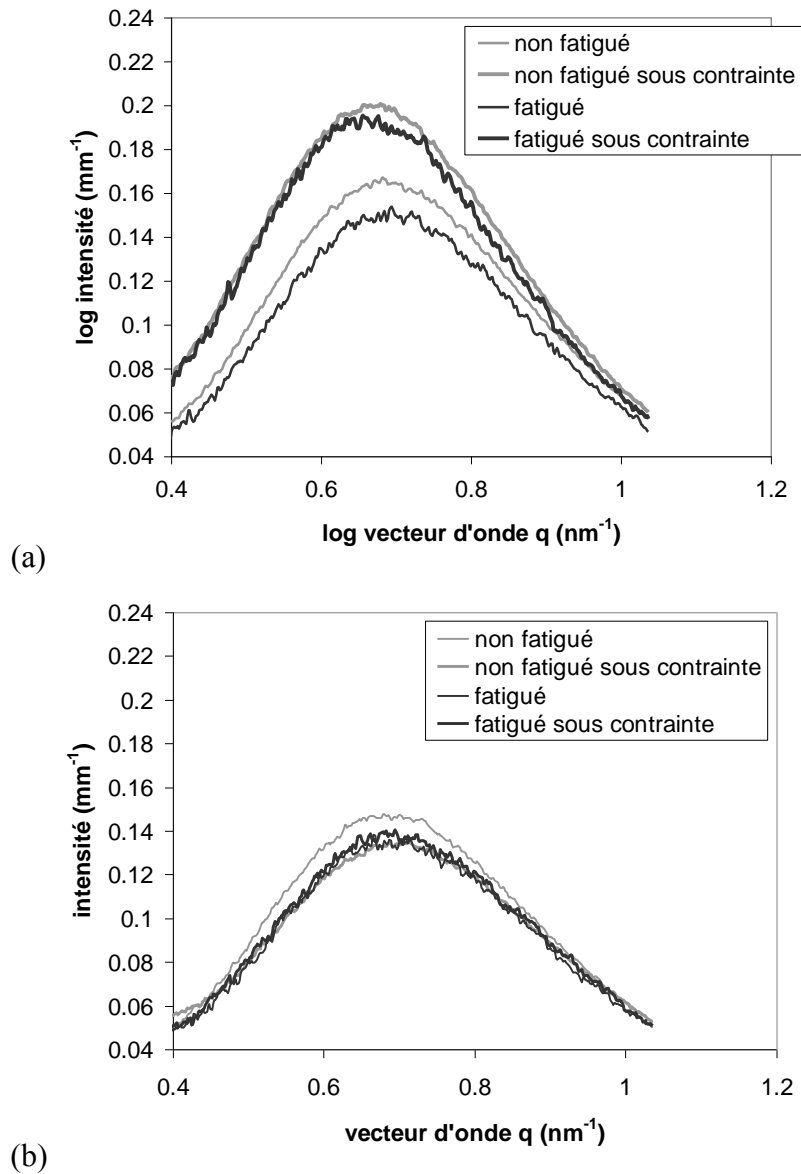 0.24
0.22
0.2
0.18
0.16
0.14
0.12
0.1
0.08
0.06
0.04
log intensité (mm-1)
non fatigué
non fatigué sous contrainte
fatigué
fatigué sous contrainte
0.4 0.6 0.8 1 1.2
log vecteur d'onde q (nm-1)
(a)
0.24
0.22
0.2
0.18
0.16
0.14
0.12
0.1
0.08
0.06
0.04
intensité (mm-1)
non fatigué
non fatigué sous contrainte
fatigué
fatigué sous contrainte
0.4 0.6 0.8 1 1.2
vecteur d'onde q (nm-1)
(b)